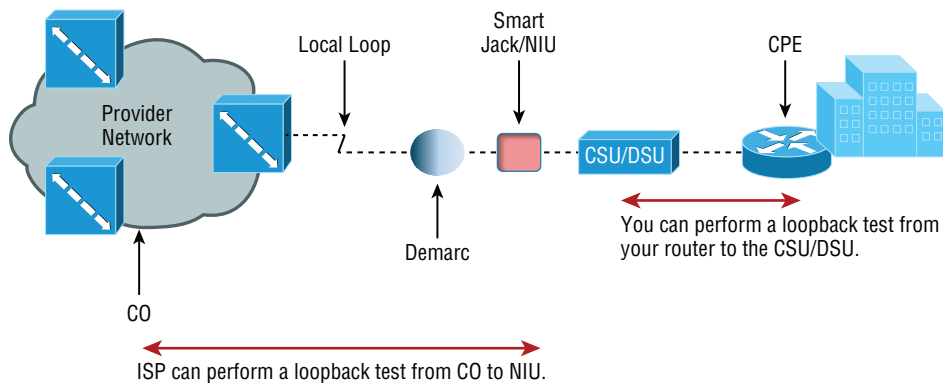 Smart
Jack/NIU
Local Loop
CPE
Provider
Network
CSU/DSU
You can perform a loopback test from
your router to the CSU/DSU.
Demarc
CO
ISP can perform a loopback test from CO to NIU.